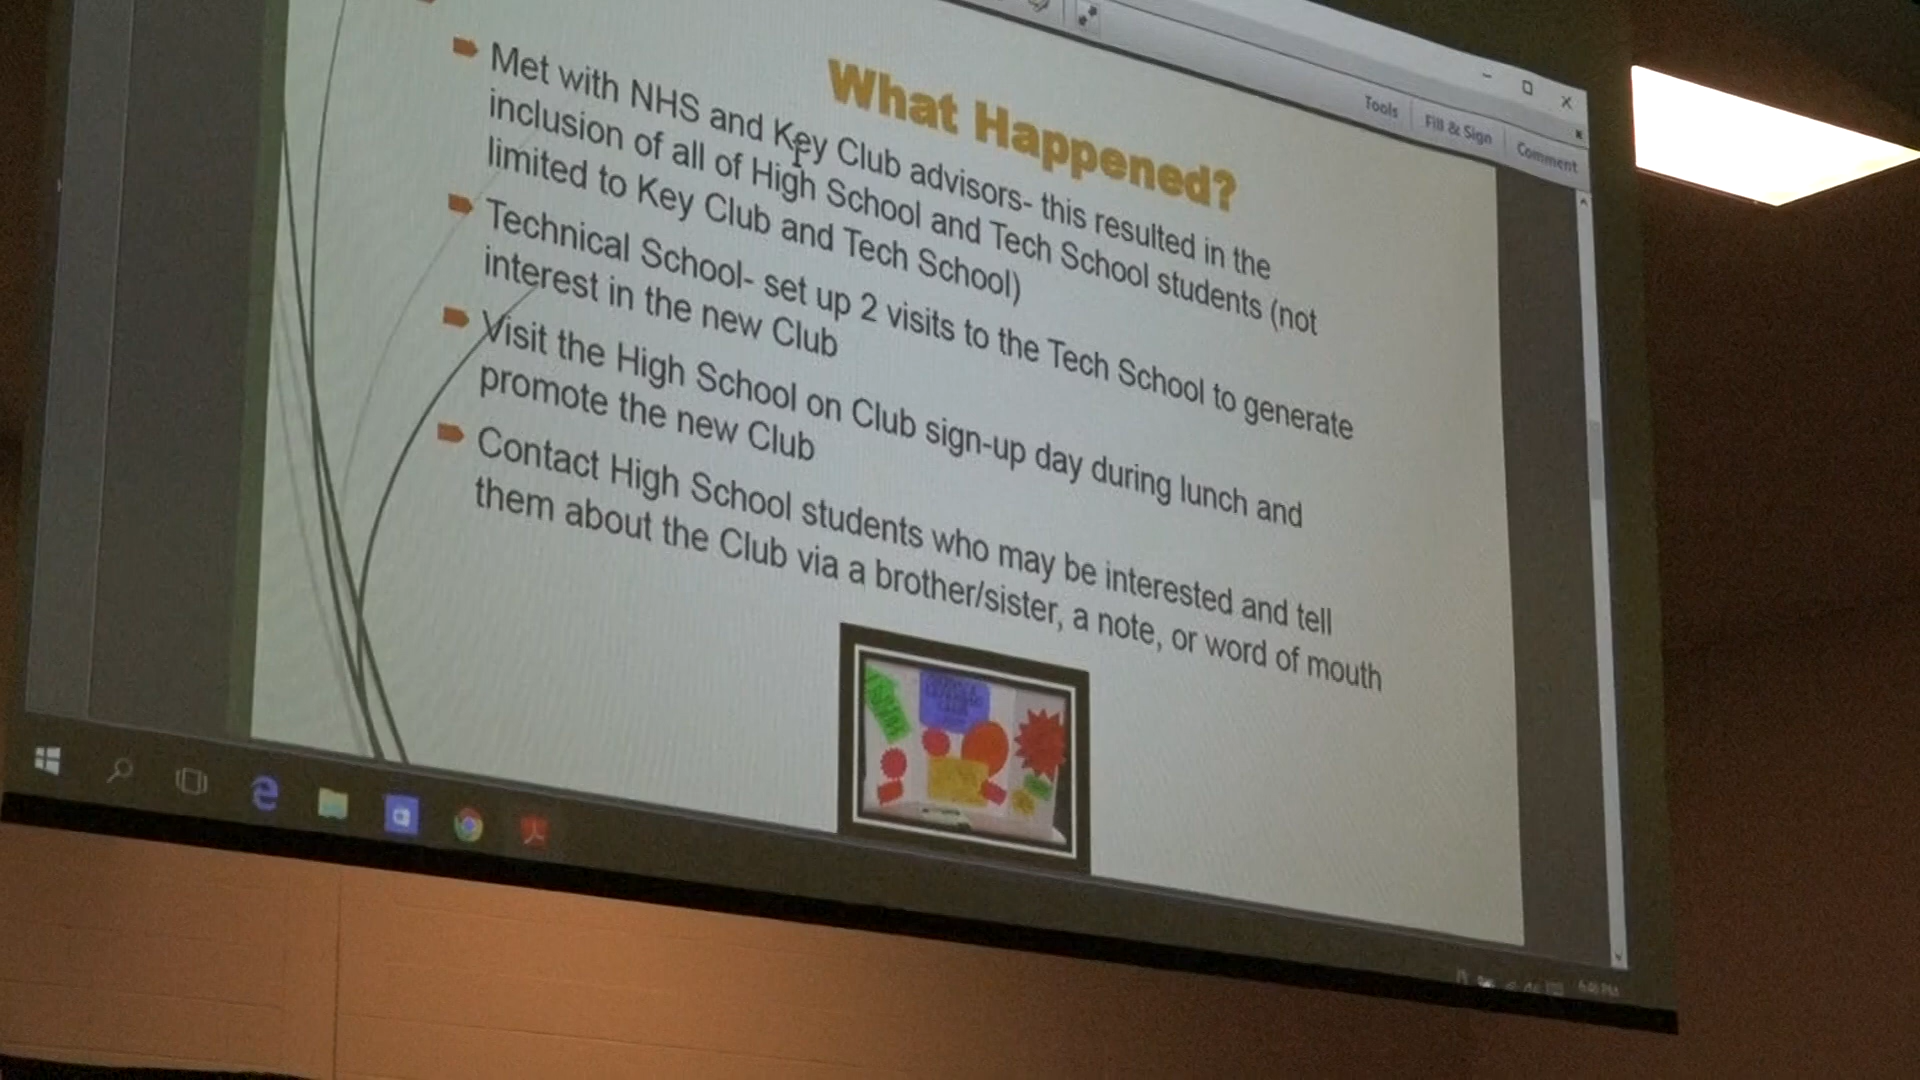 What Happened?
Met with NHS and Key Club advisors- this resulted in the
inclusion of all of High School and Tech School students (not
limited to Key Club and Tech School)
Technical School- set up 2 visits to the Tech School to generate
interest in the new Club
Visit the High School on Club sign-up day during lunch and
promote the new Club
Contact High School students who may be interested and tell
them about the Club via a brother/sister, a note, or word of mouth
Tools
Fill & Sign
Comment